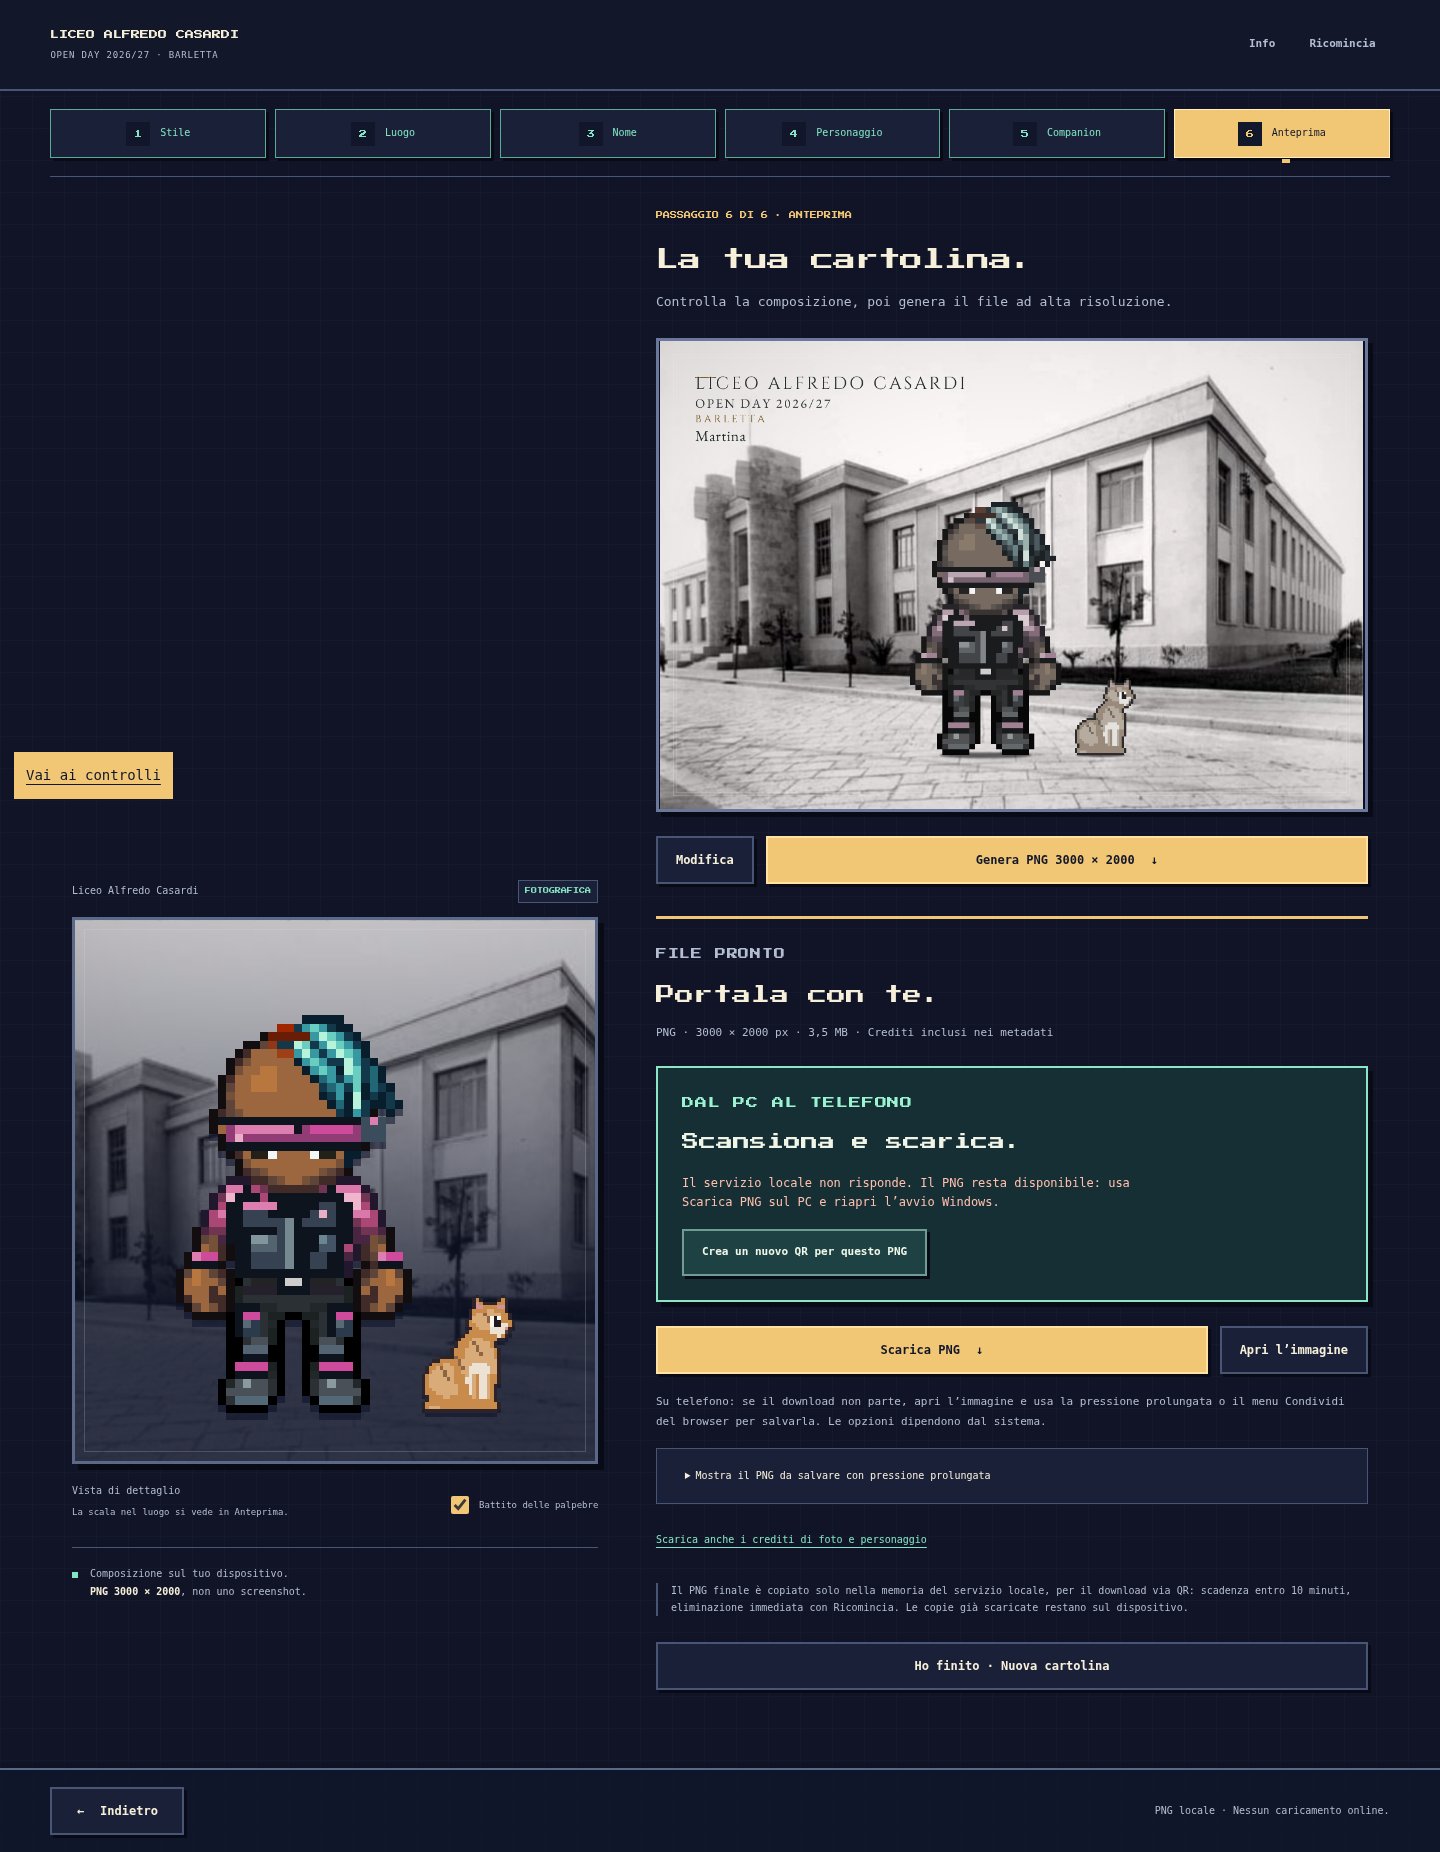 LICEO ALFREDO CASARDI
OPEN DAY 2026/27 · BARLETTA
Info
Ricomincia
1 Stile
2 Luogo
3 Nome
4 Personaggio
5 Companion
6 Anteprima
PASSAGGIO 6 DI 6 · ANTEPRIMA
La tua cartolina.
Controlla la composizione, poi genera il file ad alta risoluzione.
LICEO ALFREDO CASARDI
OPEN DAY 2026/27
BARLETTA
Martina
Vai ai controlli
Modifica
Genera PNG 3000 × 2000 ↓
Liceo Alfredo Casardi
FOTOGRAFICA
Vista di dettaglio
La scala nel luogo si vede in Anteprima.
Battito delle palpebre
Composizione sul tuo dispositivo.
PNG 3000 × 2000, non uno screenshot.
FILE PRONTO
Portala con te.
PNG · 3000 × 2000 px · 3,5 MB · Crediti inclusi nei metadati
DAL PC AL TELEFONO
Scansiona e scarica.
Il servizio locale non risponde. Il PNG resta disponibile: usa
Scarica PNG sul PC e riapri l’avvio Windows.
Crea un nuovo QR per questo PNG
Scarica PNG ↓
Apri l’immagine
Su telefono: se il download non parte, apri l’immagine e usa la pressione prolungata o il menu Condividi
del browser per salvarla. Le opzioni dipendono dal sistema.
▶ Mostra il PNG da salvare con pressione prolungata
Scarica anche i crediti di foto e personaggio
Il PNG finale è copiato solo nella memoria del servizio locale, per il download via QR: scadenza entro 10 minuti,
eliminazione immediata con Ricomincia. Le copie già scaricate restano sul dispositivo.
Ho finito · Nuova cartolina
← Indietro
PNG locale · Nessun caricamento online.